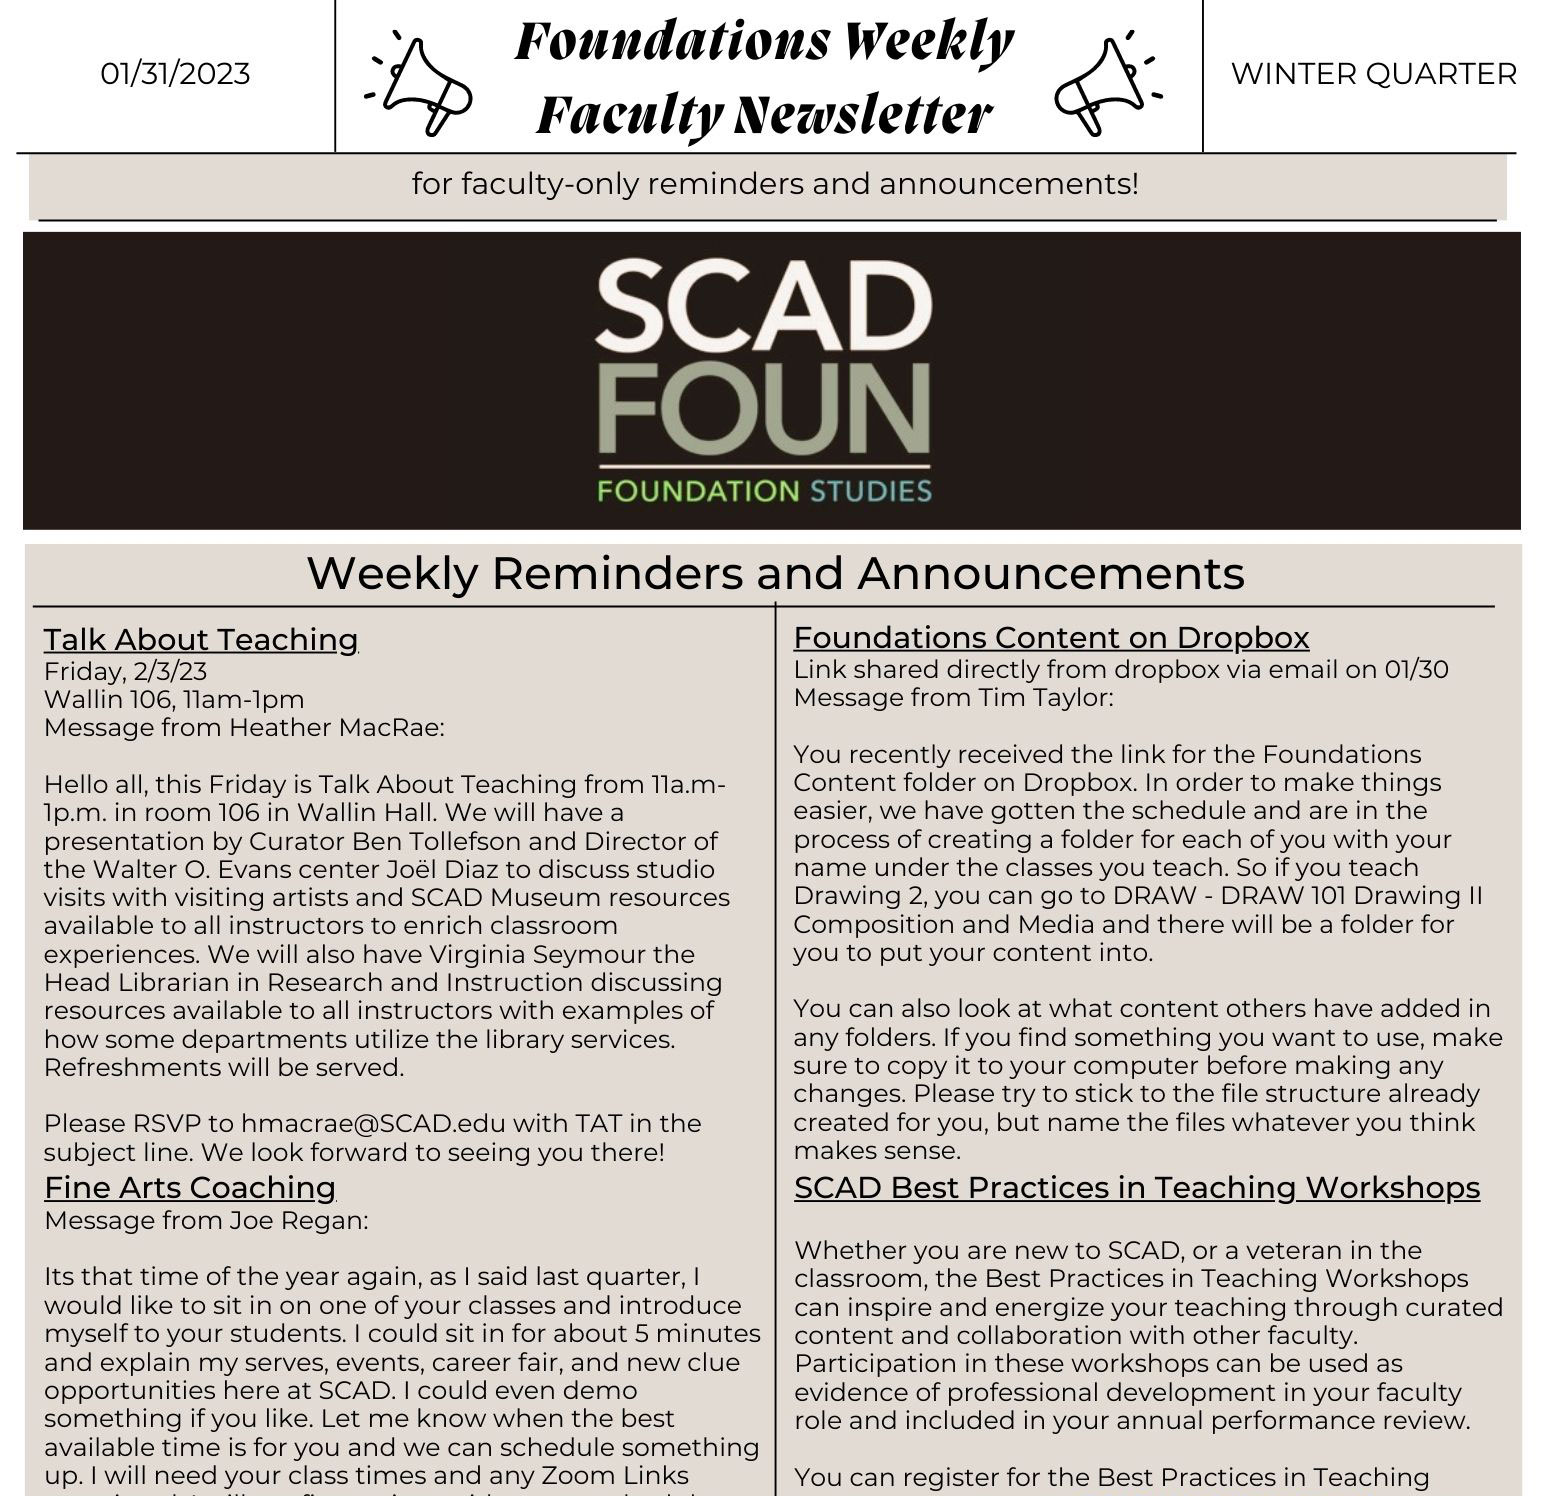 01/31/2023
Foundations Weekly
Faculty Newsletter
WINTER QUARTER
for faculty-only reminders and announcements!
SCAD
FOUN
FOUNDATION STUDIES
Weekly Reminders and Announcements
Talk About Teaching
Friday, 2/3/23
Wallin 106, 11am-1pm
Message from Heather MacRae:
Hello all, this Friday is Talk About Teaching from 11a.m-
1p.m. in room 106 in Wallin Hall. We will have a
presentation by Curator Ben Tollefson and Director of
the Walter O. Evans center Joël Diaz to discuss studio
visits with visiting artists and SCAD Museum resources
available to all instructors to enrich classroom
experiences. We will also have Virginia Seymour the
Head Librarian in Research and Instruction discussing
resources available to all instructors with examples of
how some departments utilize the library services.
Refreshments will be served.
Please RSVP to hmacrae@SCAD.edu with TAT in the
subject line. We look forward to seeing you there!
Fine Arts Coaching
Message from Joe Regan:
Its that time of the year again, as I said last quarter, I
would like to sit in on one of your classes and introduce
myself to your students. I could sit in for about 5 minutes
and explain my serves, events, career fair, and new clue
opportunities here at SCAD. I could even demo
something if you like. Let me know when the best
available time is for you and we can schedule something
up. I will need your class times and any Zoom Links
Foundations Content on Dropbox
Link shared directly from dropbox via email on 01/30
Message from Tim Taylor:
You recently received the link for the Foundations
Content folder on Dropbox. In order to make things
easier, we have gotten the schedule and are in the
process of creating a folder for each of you with your
name under the classes you teach. So if you teach
Drawing 2, you can go to DRAW - DRAW 101 Drawing II
Composition and Media and there will be a folder for
you to put your content into.
You can also look at what content others have added in
any folders. If you find something you want to use, make
sure to copy it to your computer before making any
changes. Please try to stick to the file structure already
created for you, but name the files whatever you think
makes sense.
SCAD Best Practices in Teaching Workshops
Whether you are new to SCAD, or a veteran in the
classroom, the Best Practices in Teaching Workshops
can inspire and energize your teaching through curated
content and collaboration with other faculty.
Participation in these workshops can be used as
evidence of professional development in your faculty
role and included in your annual performance review.
You can register for the Best Practices in Teaching